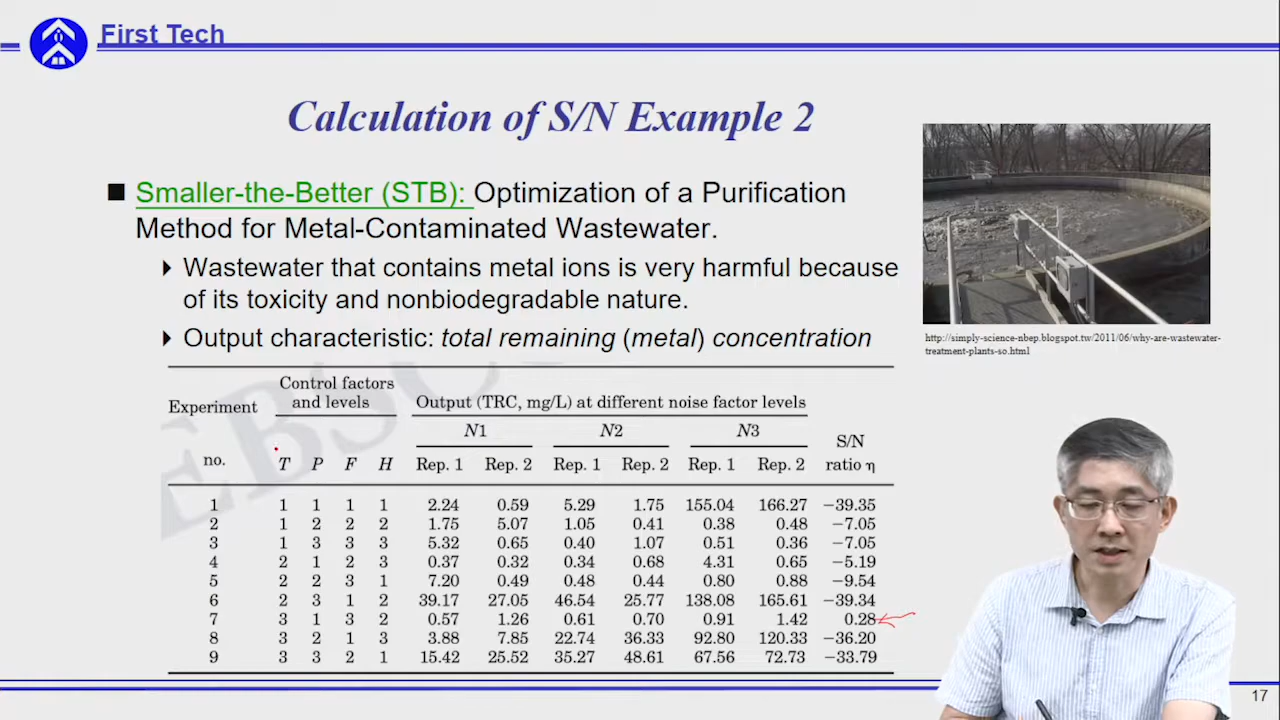 First Tech
Calculation of S/N Example 2
Smaller-the-Better (STB): Optimization of a Purification
Method for Metal-Contaminated Wastewater.
Wastewater that contains metal ions is very harmful because
of its toxicity and nonbiodegradable nature.
Output characteristic: total remaining (metal) concentration
http://simply-science-nbep.blogspot.tw/2011/06/why-are-wastewater-
treatment-plants-so.html
Control factors
and levels
Output (TRC, mg/L) at different noise factor levels
Experiment
N1 N2 N3
S/N
no. T P F H Rep. 1 Rep. 2 Rep. 1 Rep. 2 Rep. 1 Rep. 2 ratio η
1 1 1 1 1 2.24 0.59 5.29 1.75 155.04 166.27 −39.35
2 1 2 2 2 1.75 5.07 1.05 0.41 0.38 0.48 −7.05
3 1 3 3 3 5.32 0.65 0.40 1.07 0.51 0.36 −7.05
4 2 1 2 3 0.37 0.32 0.34 0.68 4.31 0.65 −5.19
5 2 2 3 1 7.20 0.49 0.48 0.44 0.80 0.88 −9.54
6 2 3 1 2 39.17 27.05 46.54 25.77 138.08 165.61 −39.34
7 3 1 3 2 0.57 1.26 0.61 0.70 0.91 1.42 0.28
8 3 2 1 3 3.88 7.85 22.74 36.33 92.80 120.33 −36.20
9 3 3 2 1 15.42 25.52 35.27 48.61 67.56 72.73 −33.79
17